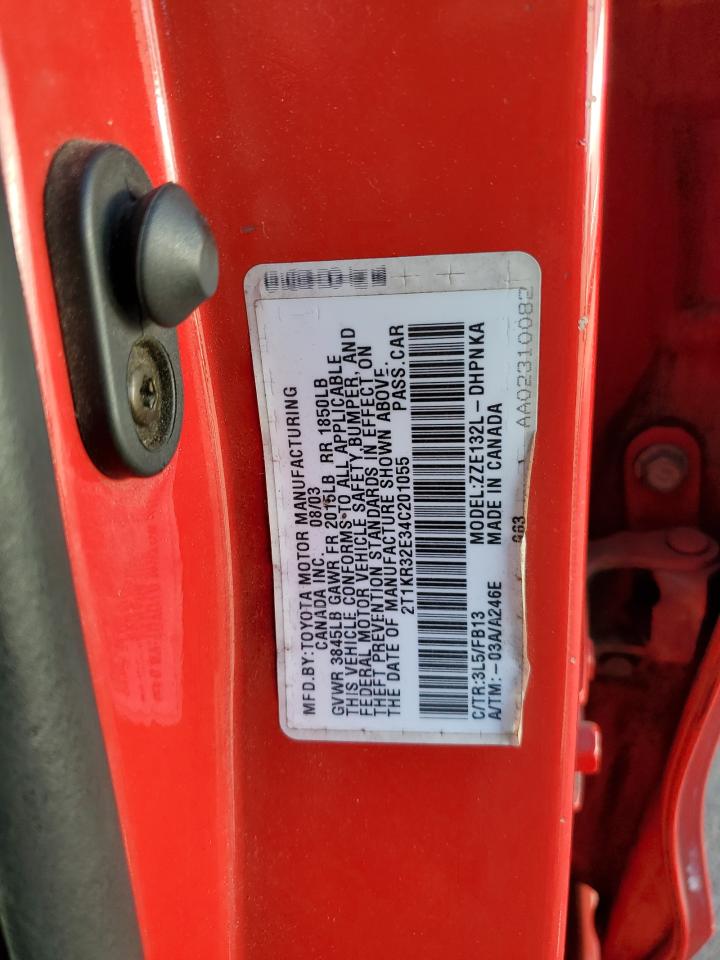 MFD.BY:TOYOTA MOTOR MANUFACTURING
CANADA INC. 08/03
GVWR 3845LB GAWR FR 2015LB RR 1850LB
THIS VEHICLE CONFORMS TO ALL APPLICABLE
FEDERAL MOTOR VEHICLE SAFETY, BUMPER, AND
THEFT PREVENTION STANDARDS IN EFFECT ON
THE DATE OF MANUFACTURE SHOWN ABOVE.
2T1KR32E34C201055 PASS.CAR
C/TR:3L5/FB13 MODEL:ZZE132L-DHPNKA
A/TM:-03A/A246E MADE IN CANADA
G63
AA02310082